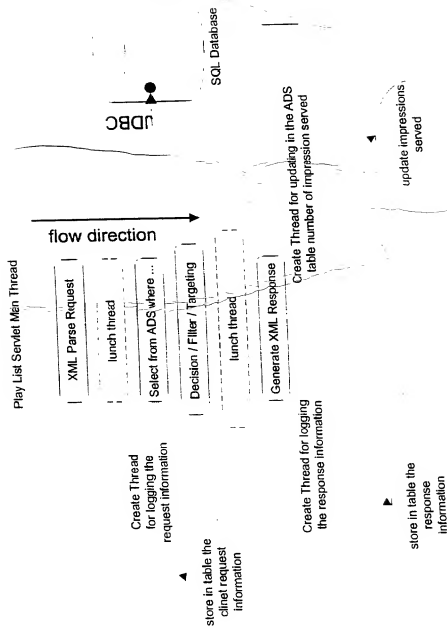 Play List Servlet Men Thread
flow direction
XML Parse Request
lunch thread
Select from ADS where ...
Decision / Filter / Targeting
lunch thread
Generate XML Response
JDBC
SQL Database
Create Thread
for logging the
request information
store in table the
clinet request
information
Create Thread for logging
the response information
store in table the
response
information
Create Thread for updating in the ADS
table number of impression served
update impressions
served